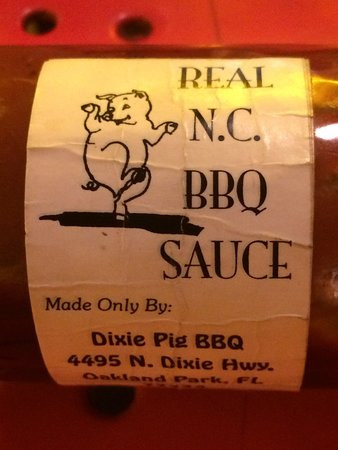 REAL
N.C.
BBQ
SAUCE
Made Only By:
Dixie Pig BBQ
4495 N. Dixie Hwy.
Oakland Park, FL